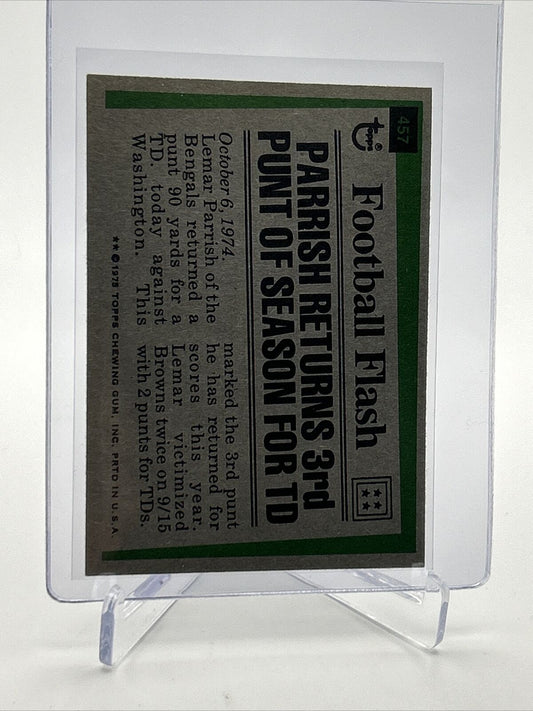 457
Topps®
Football Flash
PARRISH RETURNS 3rd
PUNT OF SEASON FOR TD
October 6, 1974.
Lemar Parrish of the
Bengals returned a
punt 90 yards for a
TD. today against
Washington. This
marked the 3rd punt
he has returned for
scores this year.
Lemar victimized
Browns twice on 9/15
with 2 punts for TDs.
★★ © 1975 TOPPS CHEWING GUM, INC. PRTD IN U.S.A.